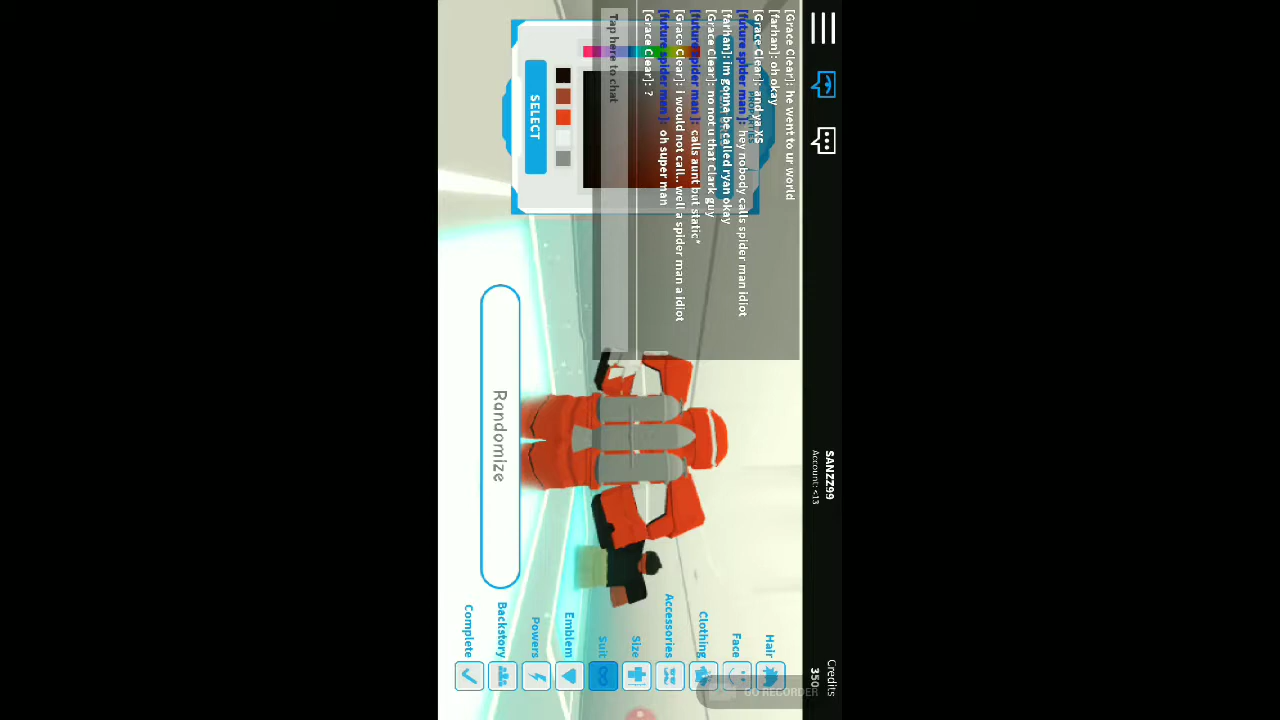 SANZZ99
Account: <13
Credits
350
[Grace Clear]: he went to ur world
[farhan]: oh okay
[Grace Clear]: and ya XS
[future spider man ]: hey nobody calls spider man idiot
[farhan]: im gonna be called ryan okay
[Grace Clear]: no not u that Clark guy
[future spider man ]: calls aunt but static*
[Grace Clear]: i would not call.. well a spider man a idiot
[future spider man ]: oh super man
[Grace Clear]: ?
Tap here to chat
PROPERTIES
SELECT
Randomize
Hair
Face
Clothing
Accessories
Size
Suit
Emblem
Powers
Backstory
Complete
GO RECORDER